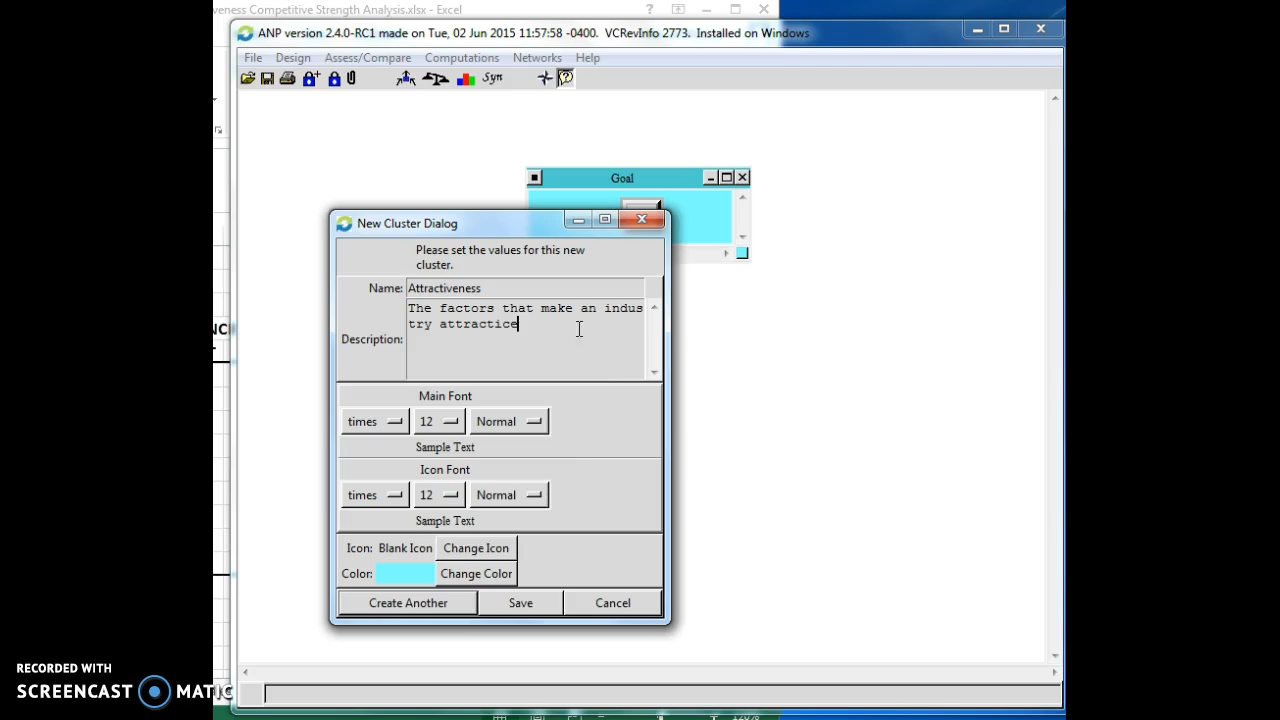 veness Competitive Strength Analysis.xlsx - Excel
ANP version 2.4.0-RC1 made on Tue, 02 Jun 2015 11:57:58 -0400. VCRevInfo 2773. Installed on Windows
File Design Assess/Compare Computations Networks Help
Syn
Goal
New Cluster Dialog
Please set the values for this new
cluster.
Name: Attractiveness
The factors that make an indus
try attractice
Description:
Main Font
times 12 Normal
Sample Text
Icon Font
times 12 Normal
Sample Text
Icon: Blank Icon Change Icon
Color: Change Color
Create Another Save Cancel
RECORDED WITH
SCREENCAST MATIC